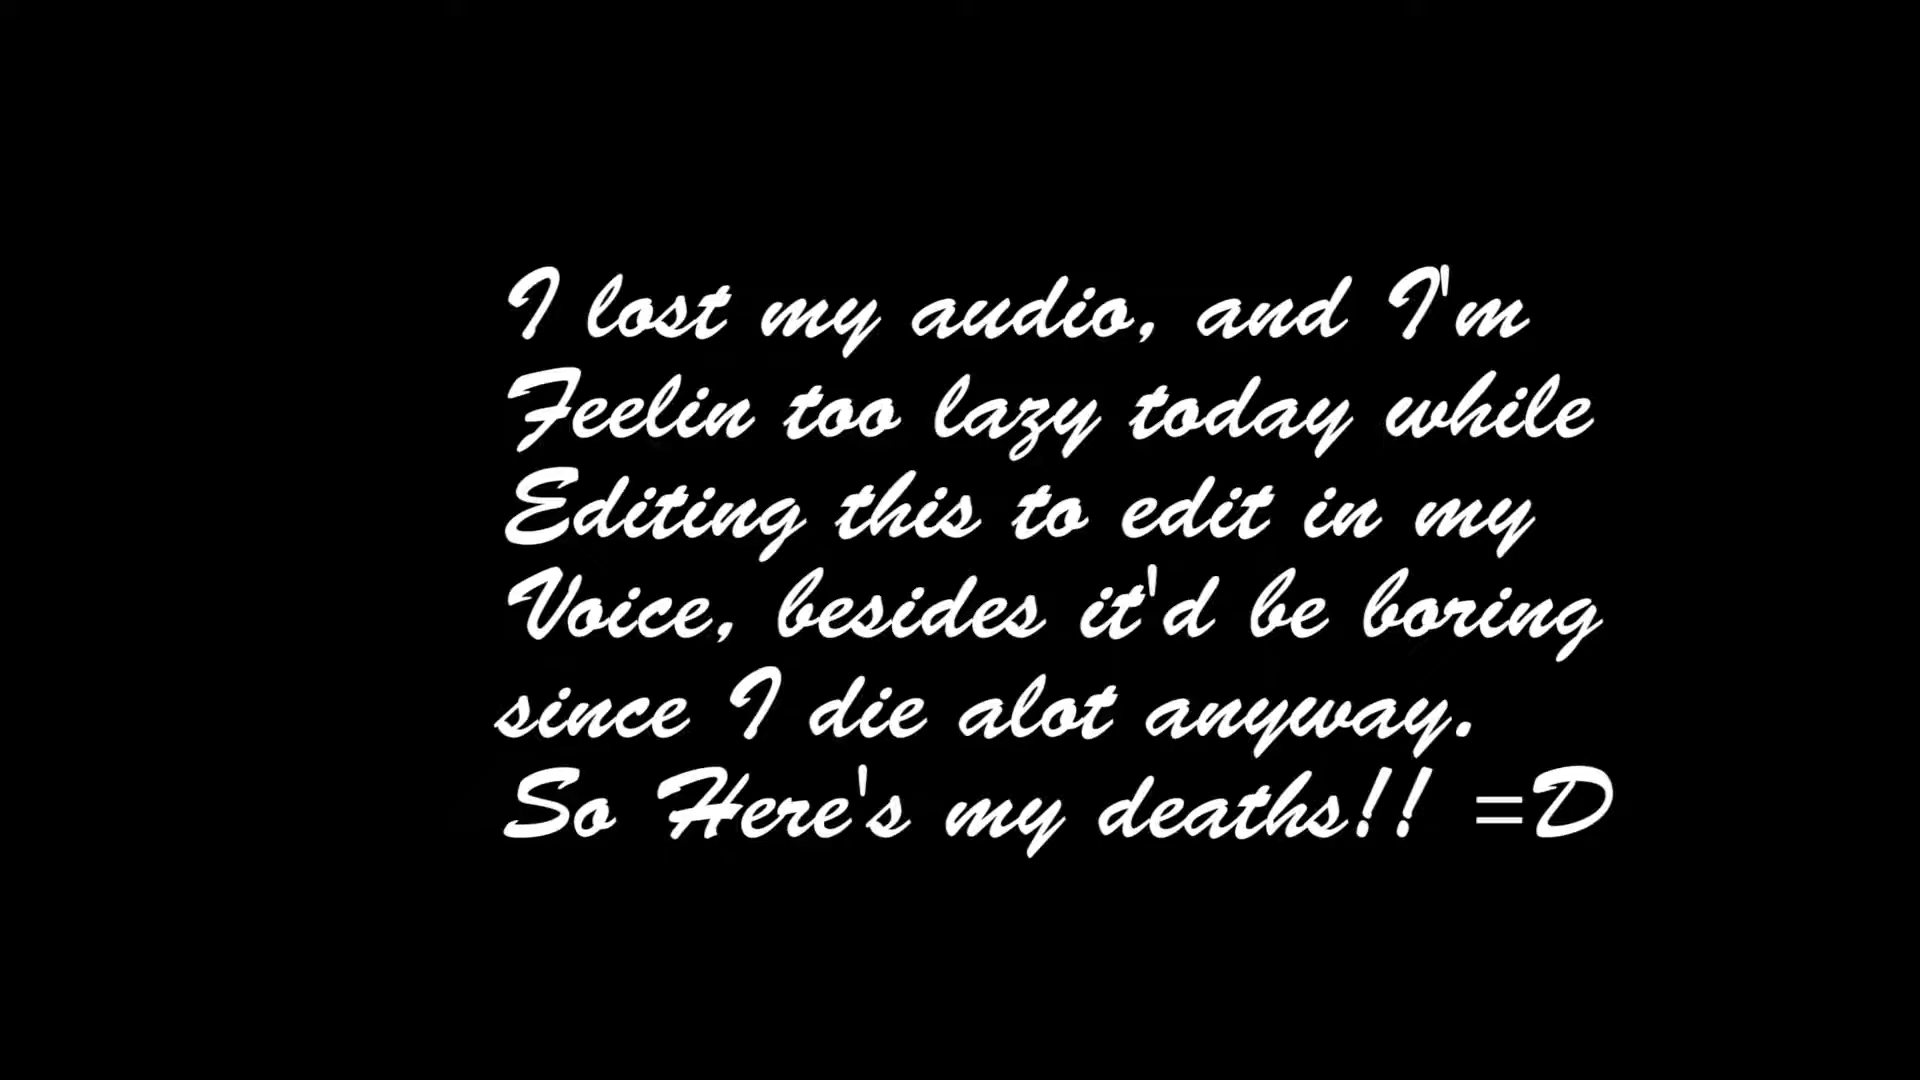 I lost my audio, and I'm
Feelin too lazy today while
Editing this to edit in my
Voice, besides it'd be boring
since I die alot anyway.
So Here's my deaths!! =D